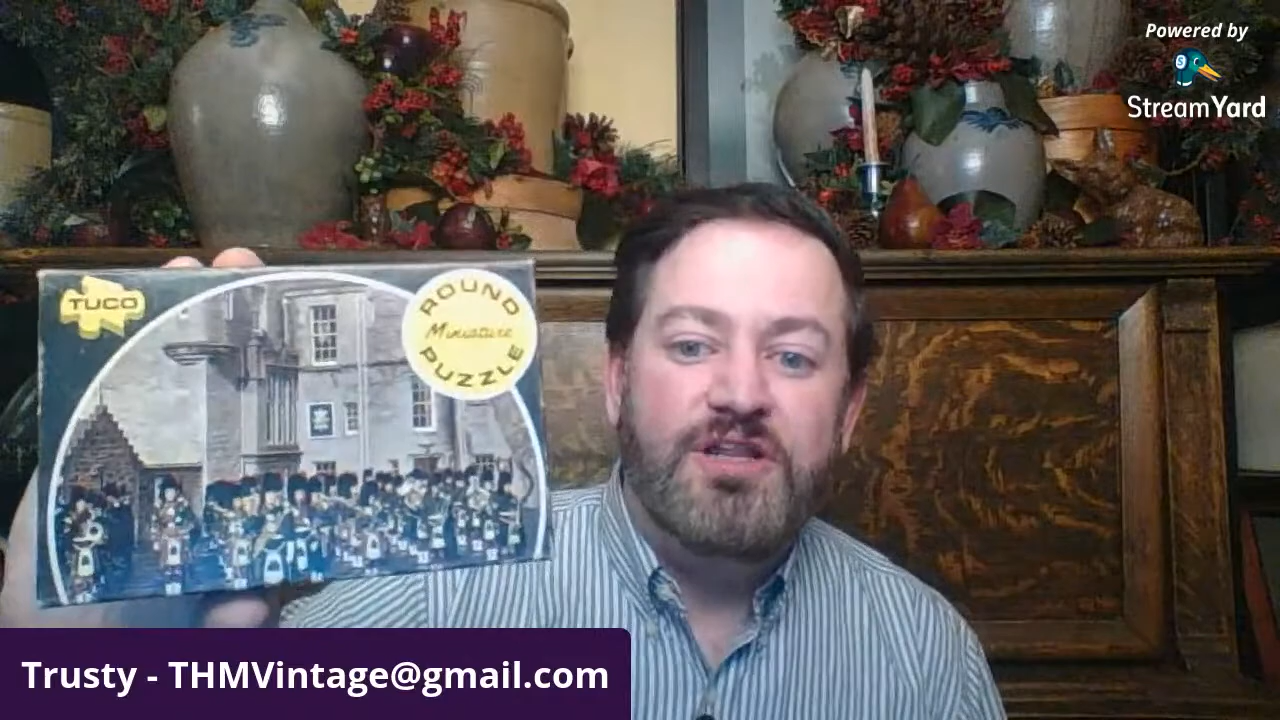 Powered by
StreamYard
TUCO
ROUND
Miniature
PUZZLE
Trusty - THMVintage@gmail.com